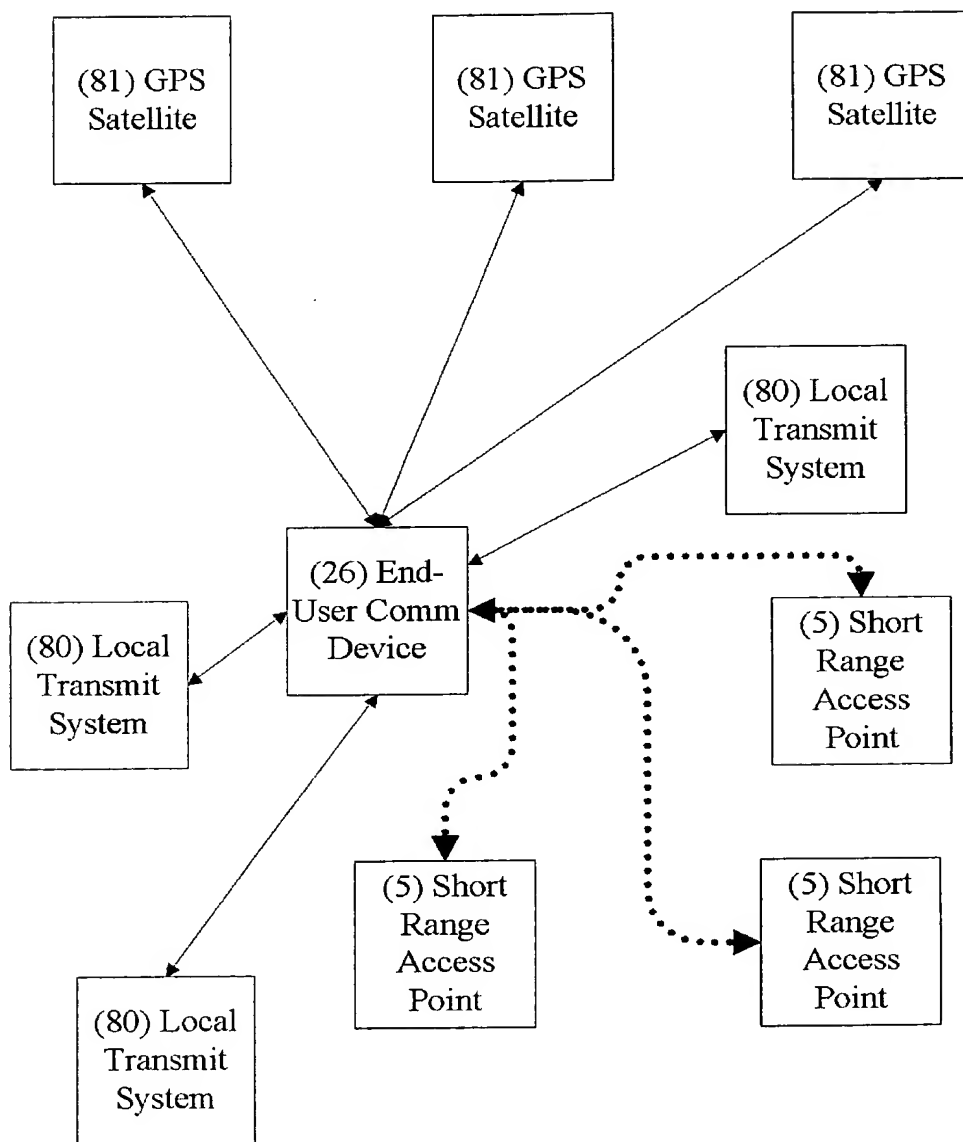 (81) GPS
Satellite
(81) GPS
Satellite
(81) GPS
Satellite
(80) Local
Transmit
System
(26) End-
User Comm
Device
(80) Local
Transmit
System
(5) Short
Range
Access
Point
(5) Short
Range
Access
Point
(5) Short
Range
Access
Point
(80) Local
Transmit
System